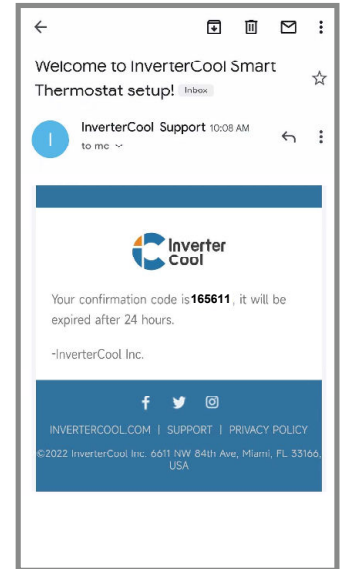 Welcome to InverterCool Smart
Thermostat setup! Inbox
I
InverterCool Support 10:08 AM
to me
Inverter
Cool
Your confirmation code is 165611, it will be
expired after 24 hours.
-InverterCool Inc.
INVERTERCOOL.COM | SUPPORT | PRIVACY POLICY
©2022 InverterCool Inc. 6611 NW 84th Ave, Miami, FL 33166,
USA